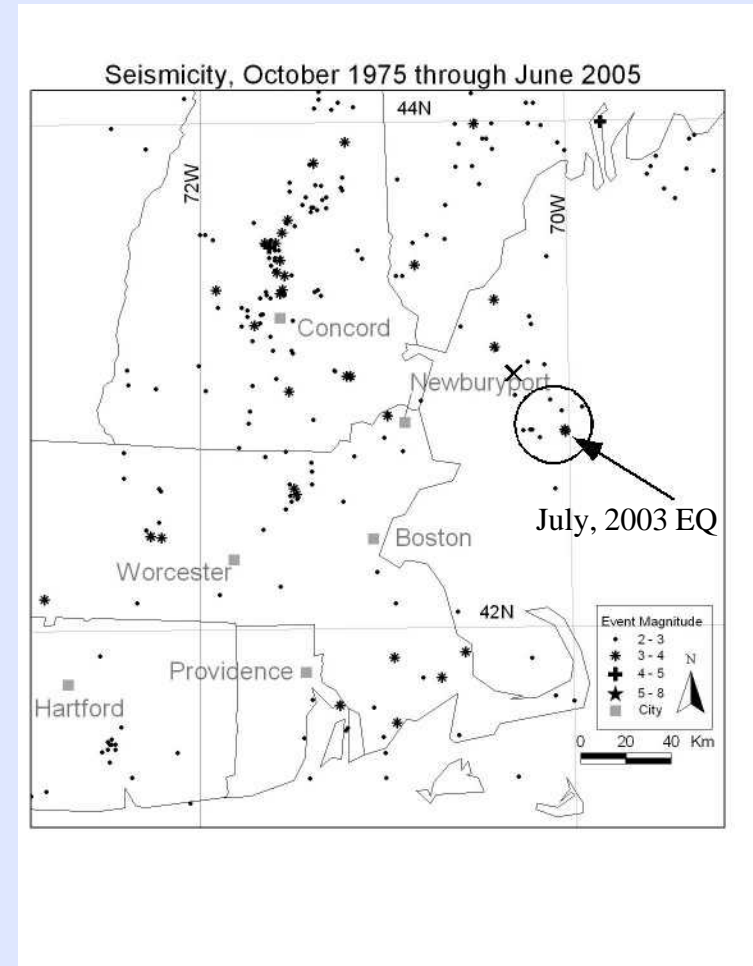 Seismicity, October 1975 through June 2005
44N
72W
70W
Concord
Newburyport
July, 2003 EQ
Boston
Worcester
42N
Event Magnitude
2 - 3
3 - 4
4 - 5
5 - 8
City
N
Providence
Hartford
0 20 40 Km